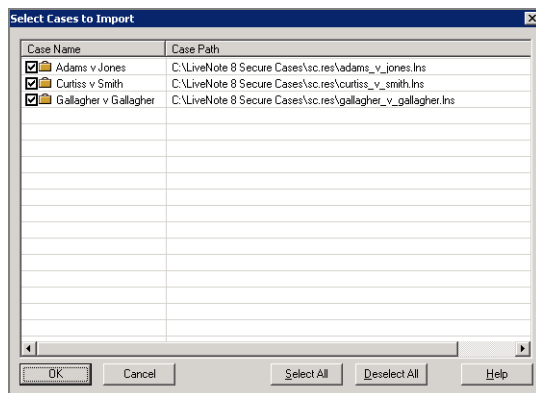 Select Cases to Import
Case Name Case Path
Adams v Jones C:\LiveNote 8 Secure Cases\sc.res\adams_v_jones.lns
Curtiss v Smith C:\LiveNote 8 Secure Cases\sc.res\curtiss_v_smith.lns
Gallagher v Gallagher C:\LiveNote 8 Secure Cases\sc.res\gallagher_v_gallagher.lns
OK Cancel Select All Deselect All Help